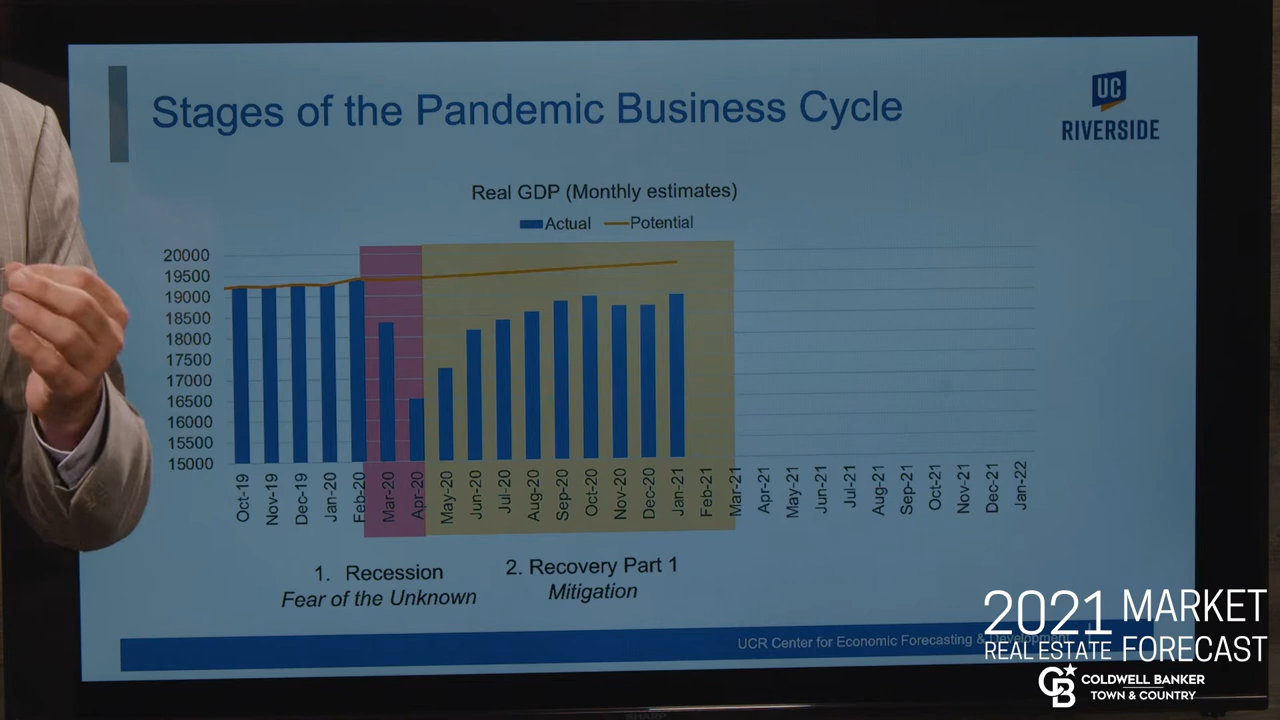 Stages of the Pandemic Business Cycle
UC
RIVERSIDE
Real GDP (Monthly estimates)
Actual Potential
20000
19500
19000
18500
18000
17500
17000
16500
16000
15500
15000
Oct-19 Nov-19 Dec-19 Jan-20 Feb-20 Mar-20 Apr-20 May-20 Jun-20 Jul-20 Aug-20 Sep-20 Oct-20 Nov-20 Dec-20 Jan-21 Feb-21 Mar-21 Apr-21 May-21 Jun-21 Jul-21 Aug-21 Sep-21 Oct-21 Nov-21 Dec-21 Jan-22
1. Recession
Fear of the Unknown
2. Recovery Part 1
Mitigation
UCR Center for Economic Forecasting & Development
2021 MARKET
REAL ESTATE FORECAST
CB
COLDWELL BANKER
TOWN & COUNTRY
SHARP